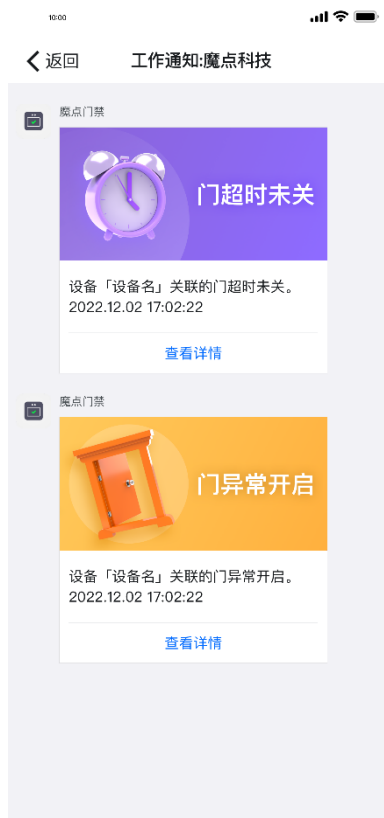 10:00
返回
工作通知:魔点科技
魔点门禁
门超时未关
设备「设备名」关联的门超时未关。
2022.12.02 17:02:22
查看详情
魔点门禁
门异常开启
设备「设备名」关联的门异常开启。
2022.12.02 17:02:22
查看详情